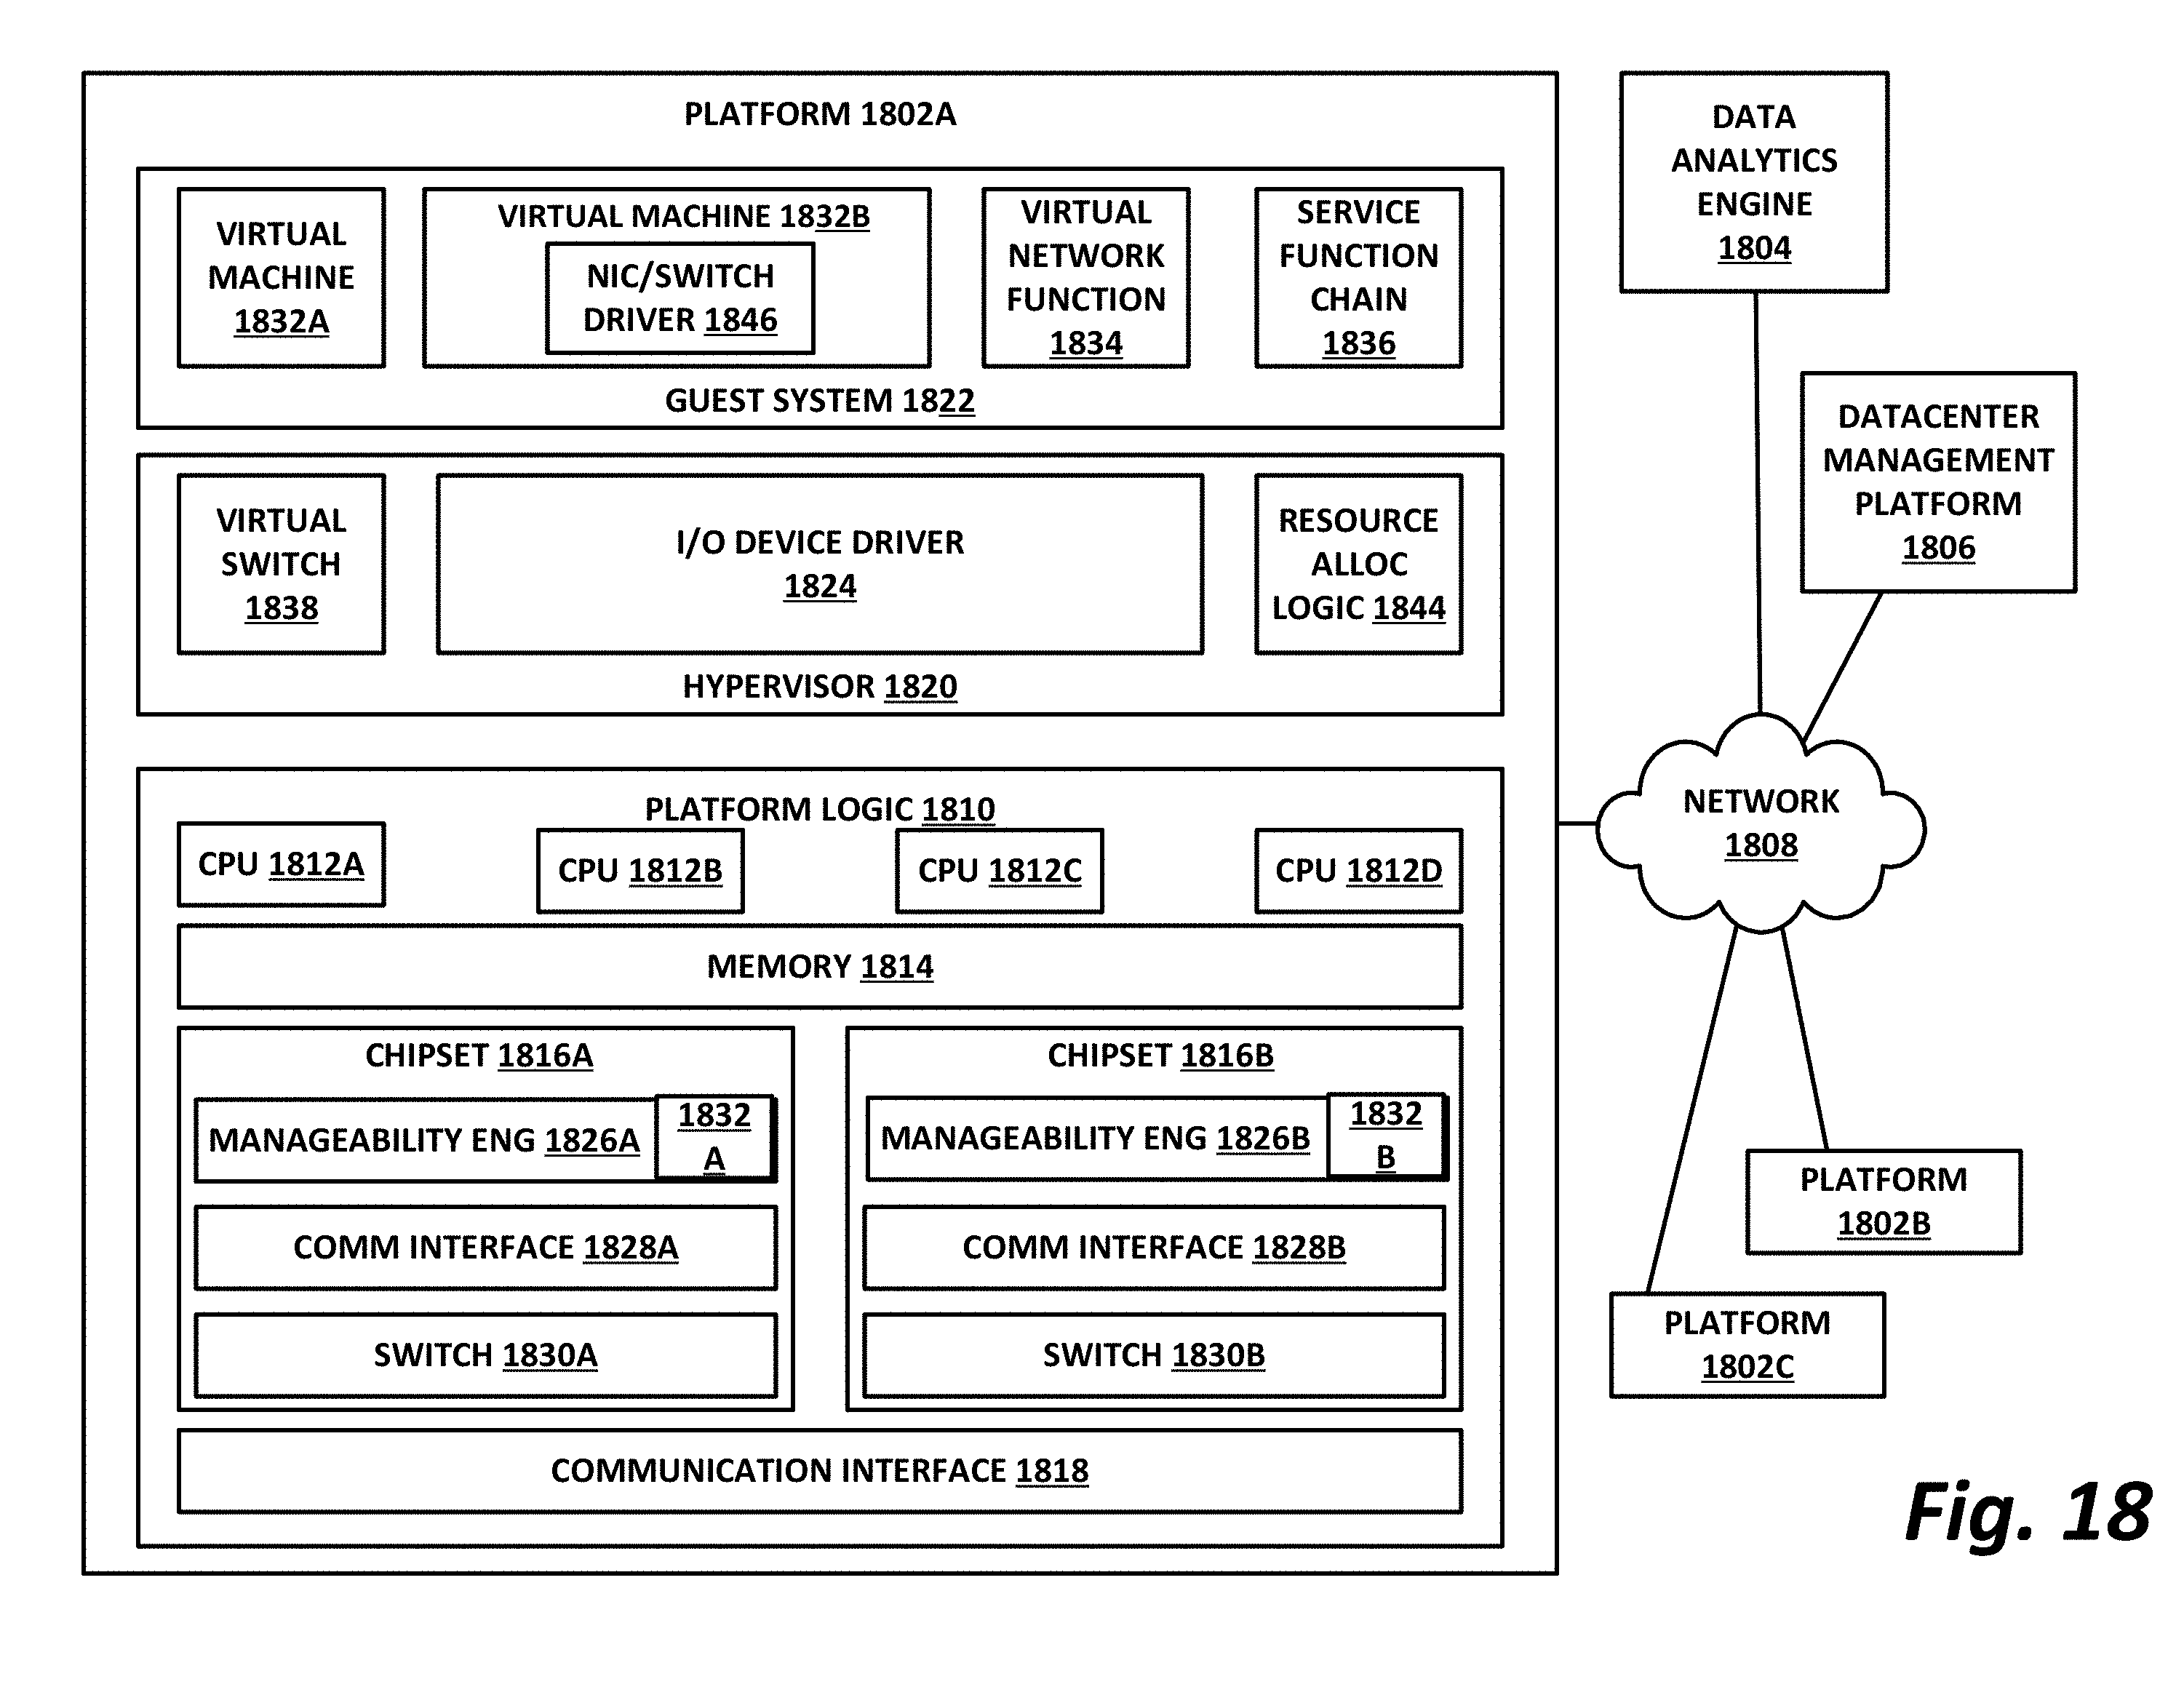 PLATFORM 1802A
VIRTUAL
MACHINE
1832A
VIRTUAL MACHINE 1832B
NIC/SWITCH
DRIVER 1846
VIRTUAL
NETWORK
FUNCTION
1834
SERVICE
FUNCTION
CHAIN
1836
GUEST SYSTEM 1822
VIRTUAL
SWITCH
1838
I/O DEVICE DRIVER
1824
RESOURCE
ALLOC
LOGIC 1844
HYPERVISOR 1820
PLATFORM LOGIC 1810
CPU 1812A
CPU 1812B
CPU 1812C
CPU 1812D
MEMORY 1814
CHIPSET 1816A
MANAGEABILITY ENG 1826A
1832
A
COMM INTERFACE 1828A
SWITCH 1830A
CHIPSET 1816B
MANAGEABILITY ENG 1826B
1832
B
COMM INTERFACE 1828B
SWITCH 1830B
COMMUNICATION INTERFACE 1818
DATA
ANALYTICS
ENGINE
1804
DATACENTER
MANAGEMENT
PLATFORM
1806
NETWORK
1808
PLATFORM
1802B
PLATFORM
1802C
Fig. 18